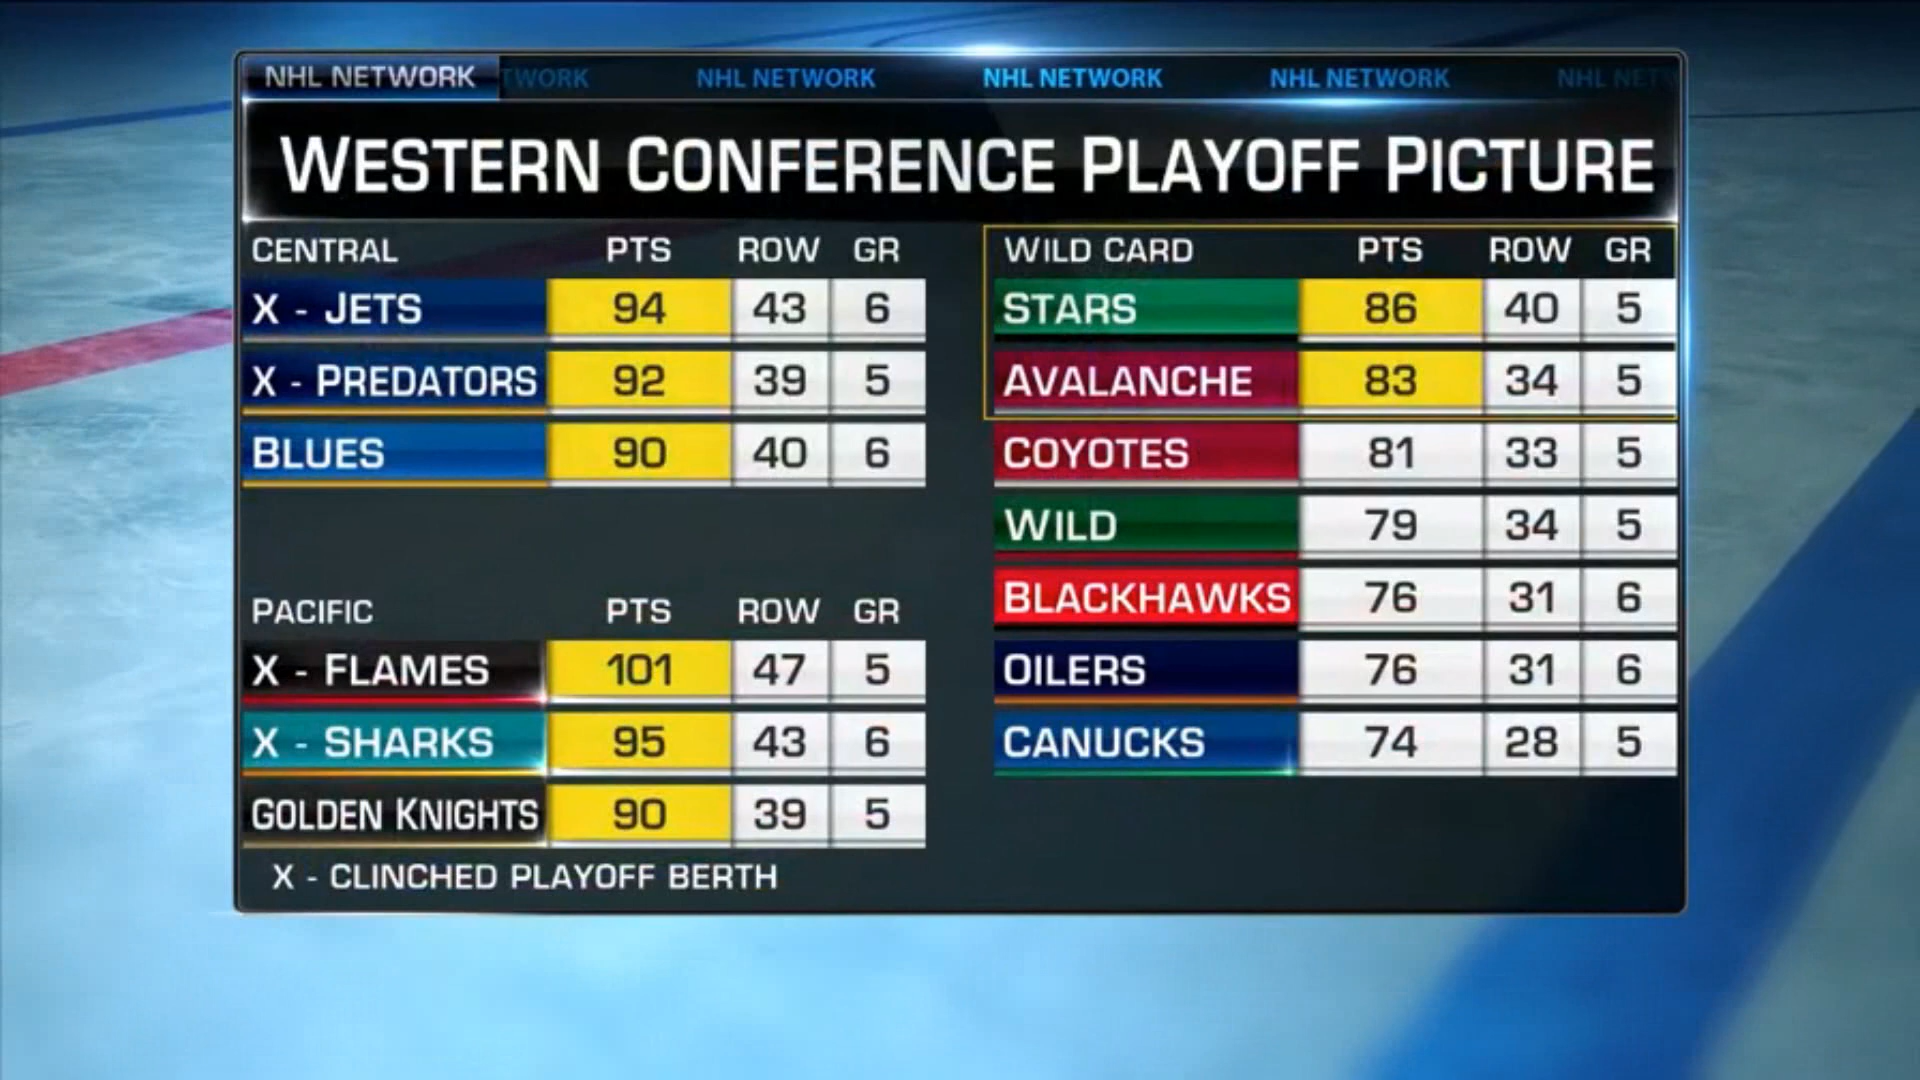 NHL NETWORK TWORK NHL NETWORK NHL NETWORK NHL NETWORK NHL NETW
WESTERN CONFERENCE PLAYOFF PICTURE
CENTRAL PTS ROW GR
X - JETS 94 43 6
X - PREDATORS 92 39 5
BLUES 90 40 6
PACIFIC PTS ROW GR
X - FLAMES 101 47 5
X - SHARKS 95 43 6
GOLDEN KNIGHTS 90 39 5
X - CLINCHED PLAYOFF BERTH
WILD CARD PTS ROW GR
STARS 86 40 5
AVALANCHE 83 34 5
COYOTES 81 33 5
WILD 79 34 5
BLACKHAWKS 76 31 6
OILERS 76 31 6
CANUCKS 74 28 5